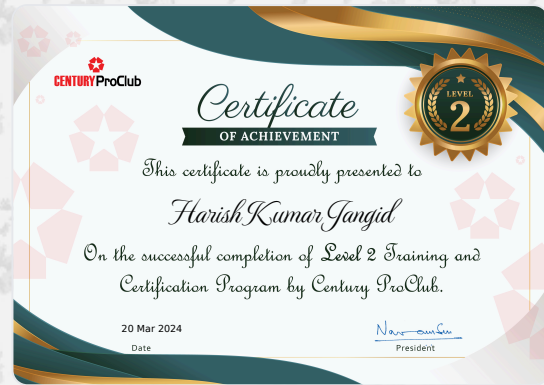 CENTURY ProClub
LEVEL
2
Certificate
OF ACHIEVEMENT
This certificate is proudly presented to
Harish Kumar Jangid
On the successful completion of Level 2 Training and
Certification Program by Century ProClub.
20 Mar 2024
Date
President